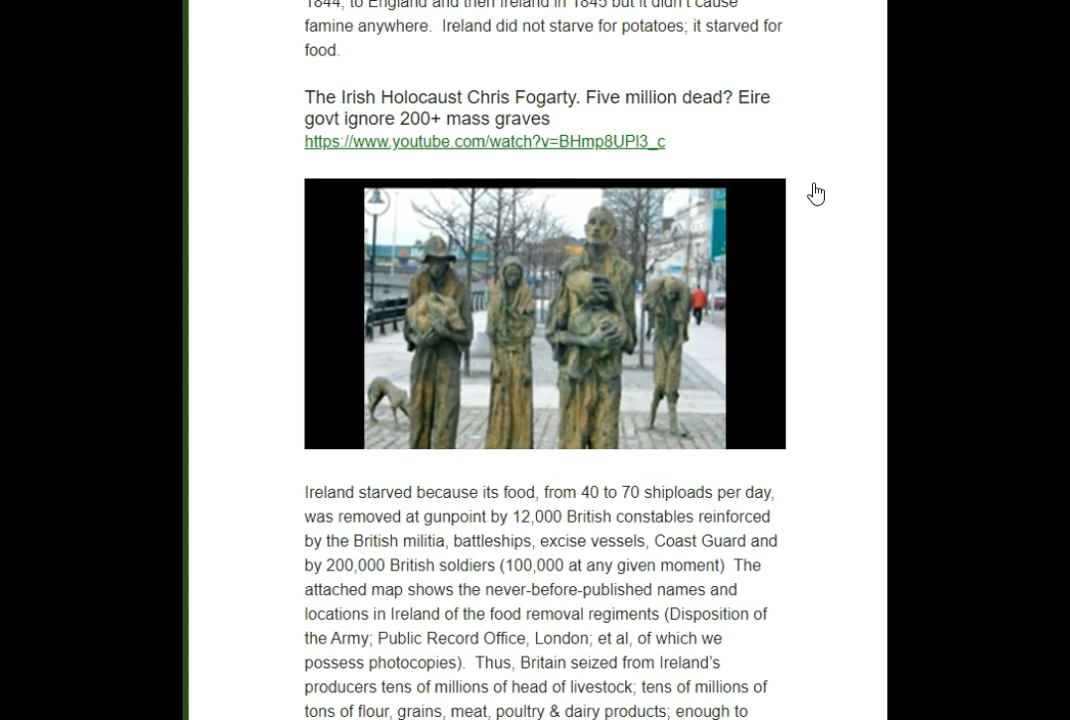 1844, to England and then Ireland in 1845 but it didn't cause
famine anywhere.  Ireland did not starve for potatoes; it starved for
food.
The Irish Holocaust Chris Fogarty. Five million dead? Eire
govt ignore 200+ mass graves
https://www.youtube.com/watch?v=BHmp8UPl3_c
Ireland starved because its food, from 40 to 70 shiploads per day,
was removed at gunpoint by 12,000 British constables reinforced
by the British militia, battleships, excise vessels, Coast Guard and
by 200,000 British soldiers (100,000 at any given moment)  The
attached map shows the never-before-published names and
locations in Ireland of the food removal regiments (Disposition of
the Army; Public Record Office, London; et al, of which we
possess photocopies).  Thus, Britain seized from Ireland’s
producers tens of millions of head of livestock; tens of millions of
tons of flour, grains, meat, poultry & dairy products; enough to